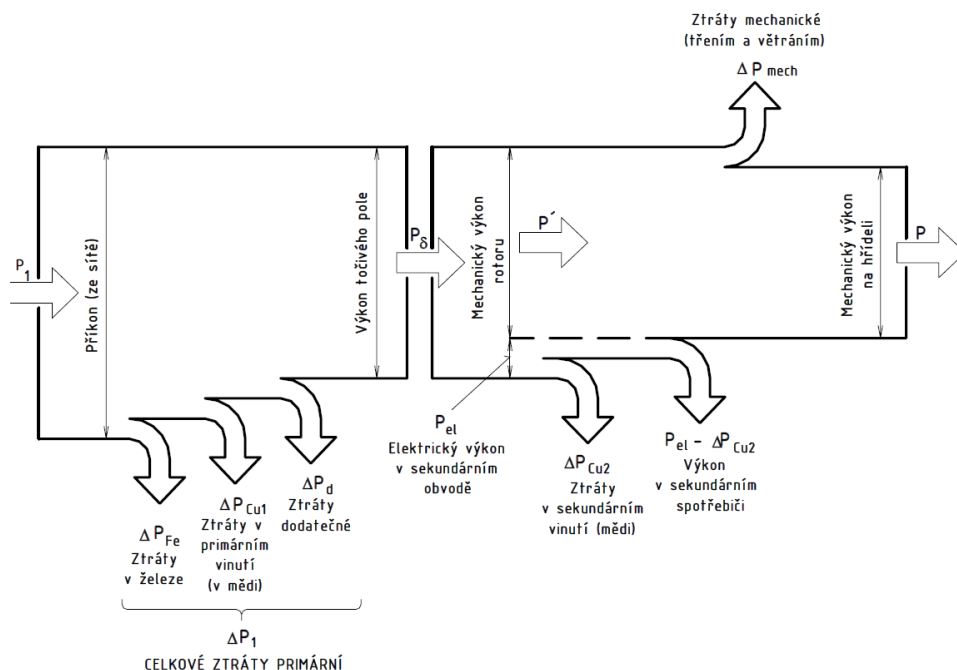 Ztráty mechanické
(třením a větráním)
Δ P mech
P1
Příkon (ze sítě)
Výkon točivého pole
Pδ
Mechanický výkon
rotoru
P´
Mechanický výkon
na hřídeli
P
Pel
Elektrický výkon
v sekundárním
obvodě
ΔPCu2
Ztráty
v sekundárním
vinutí (mědi)
Pel – ΔPCu2
Výkon
v sekundárním
spotřebiči
ΔPFe
Ztráty
v železe
ΔPCu1
Ztráty v
primárním
vinutí
(v mědi)
ΔPd
Ztráty
dodatečné
ΔP1
CELKOVÉ ZTRÁTY PRIMÁRNÍ